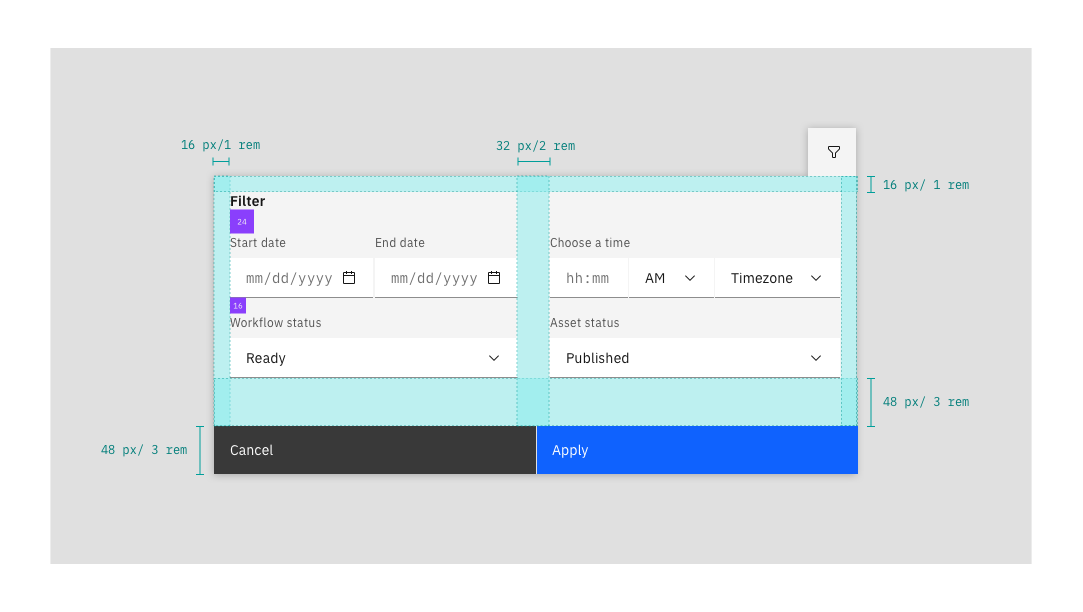 16 px/1 rem
32 px/2 rem
16 px/ 1 rem
Filter
24
Start date End date Choose a time
mm/dd/yyyy mm/dd/yyyy hh:mm AM Timezone
16
Workflow status Asset status
Ready Published
48 px/ 3 rem
48 px/ 3 rem
Cancel Apply